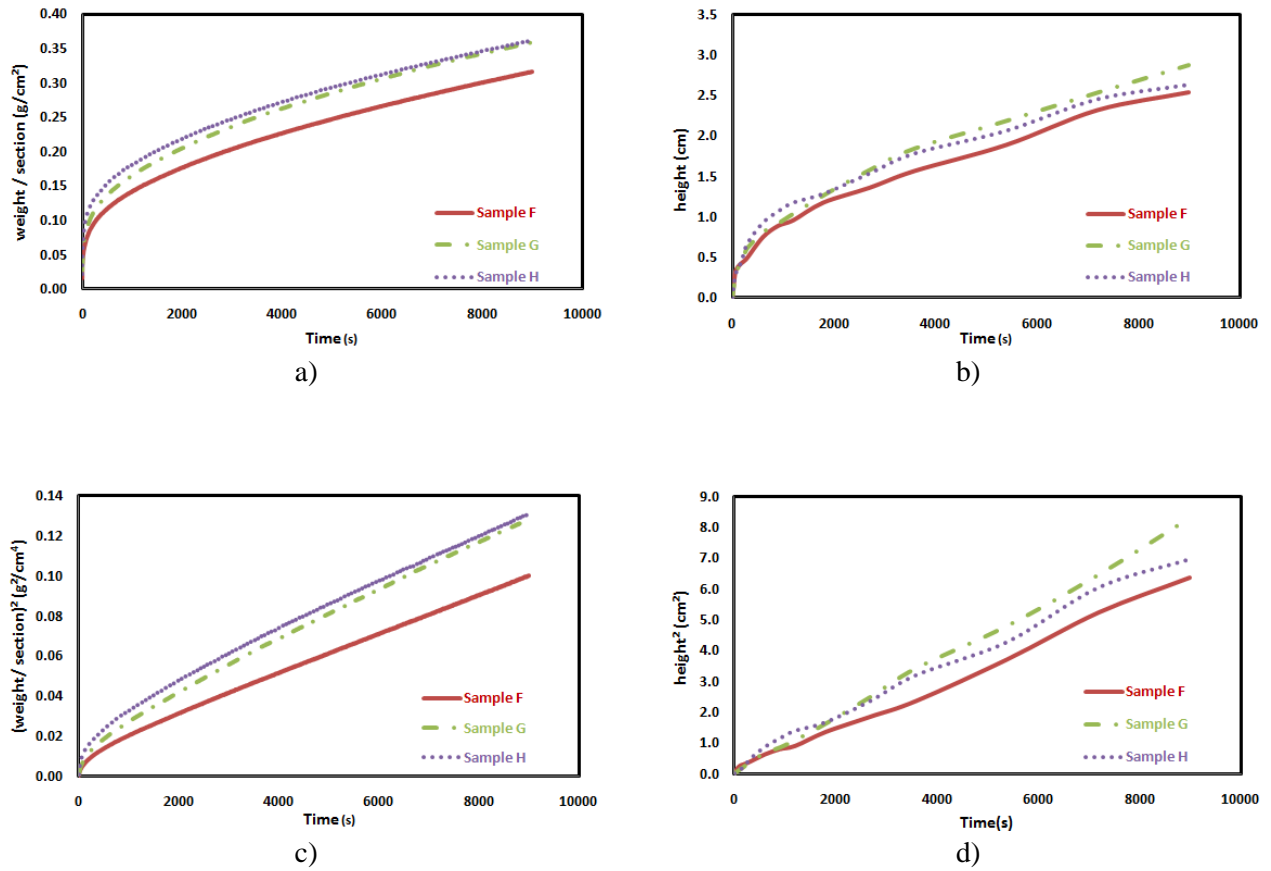 0.40
0.35
0.30
0.25
0.20
0.15
0.10
0.05
0.00
weight / section (g/cm²)
Sample F
Sample G
Sample H
0 2000 4000 6000 8000 10000
Time (s)
a)
3.5
3.0
2.5
2.0
1.5
1.0
0.5
0.0
height (cm)
Sample F
Sample G
Sample H
0 2000 4000 6000 8000 10000
Time (s)
b)
0.14
0.12
0.10
0.08
0.06
0.04
0.02
0.00
(weight/ section)² (g²/cm⁴)
Sample F
Sample G
Sample H
0 2000 4000 6000 8000 10000
Time (s)
c)
9.0
8.0
7.0
6.0
5.0
4.0
3.0
2.0
1.0
0.0
height² (cm²)
Sample F
Sample G
Sample H
0 2000 4000 6000 8000 10000
Time(s)
d)